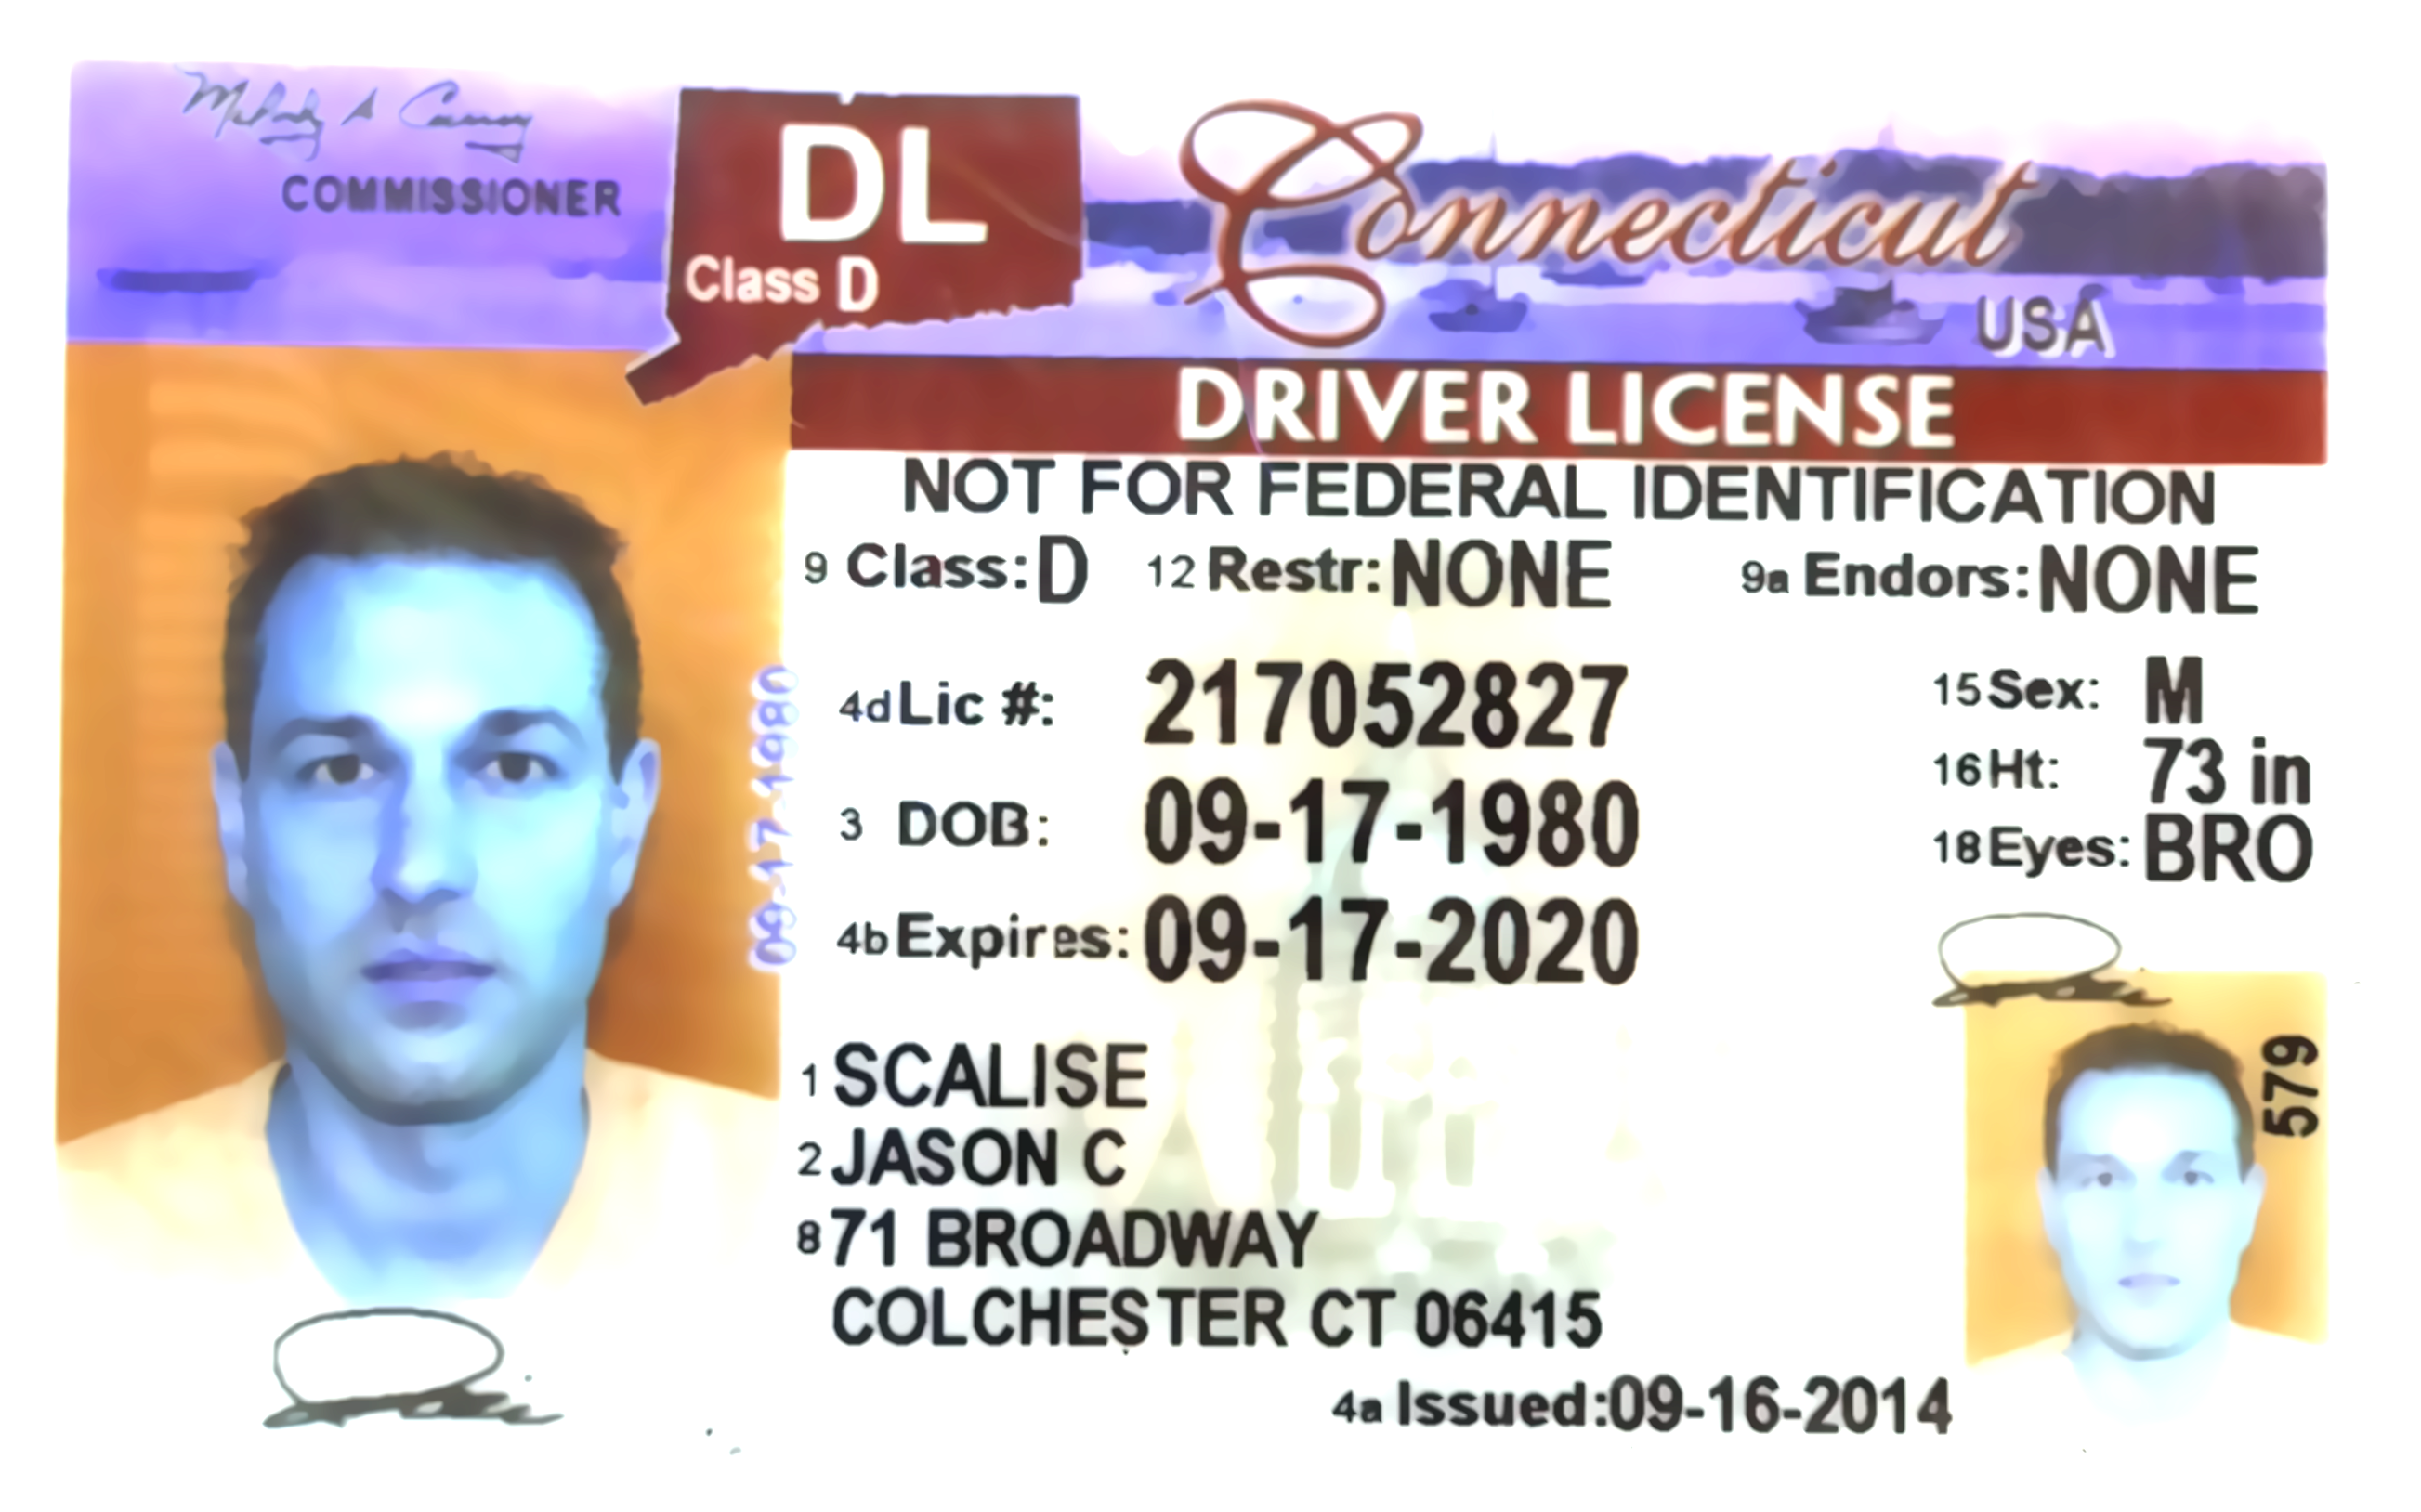 COMMISSIONER
DL
Class D
Connecticut
USA
DRIVER LICENSE
NOT FOR FEDERAL IDENTIFICATION
9 Class: D 12 Restr: NONE 9a Endors: NONE
4d Lic #: 217052827
15 Sex: M
3 DOB: 09-17-1980
16 Ht: 73 in
18 Eyes: BRO
4b Expires: 09-17-2020
09-17-1980
1 SCALISE
2 JASON C
8 71 BROADWAY
COLCHESTER CT 06415
4a Issued: 09-16-2014
579